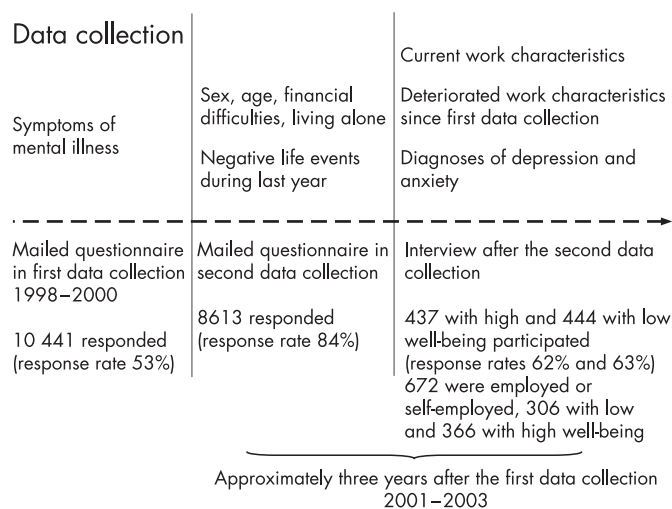 Data collection
Symptoms of
mental illness
Sex, age, financial
difficulties, living alone
Negative life events
during last year
Current work characteristics
Deteriorated work characteristics
since first data collection
Diagnoses of depression and
anxiety
Mailed questionnaire
in first data collection
1998–2000
10 441 responded
(response rate 53%)
Mailed questionnaire in
second data collection
8613 responded
(response rate 84%)
Interview after the second data
collection
437 with high and 444 with low
well-being participated
(response rates 62% and 63%)
672 were employed or
self-employed, 306 with low
and 366 with high well-being
Approximately three years after the first data collection
2001–2003